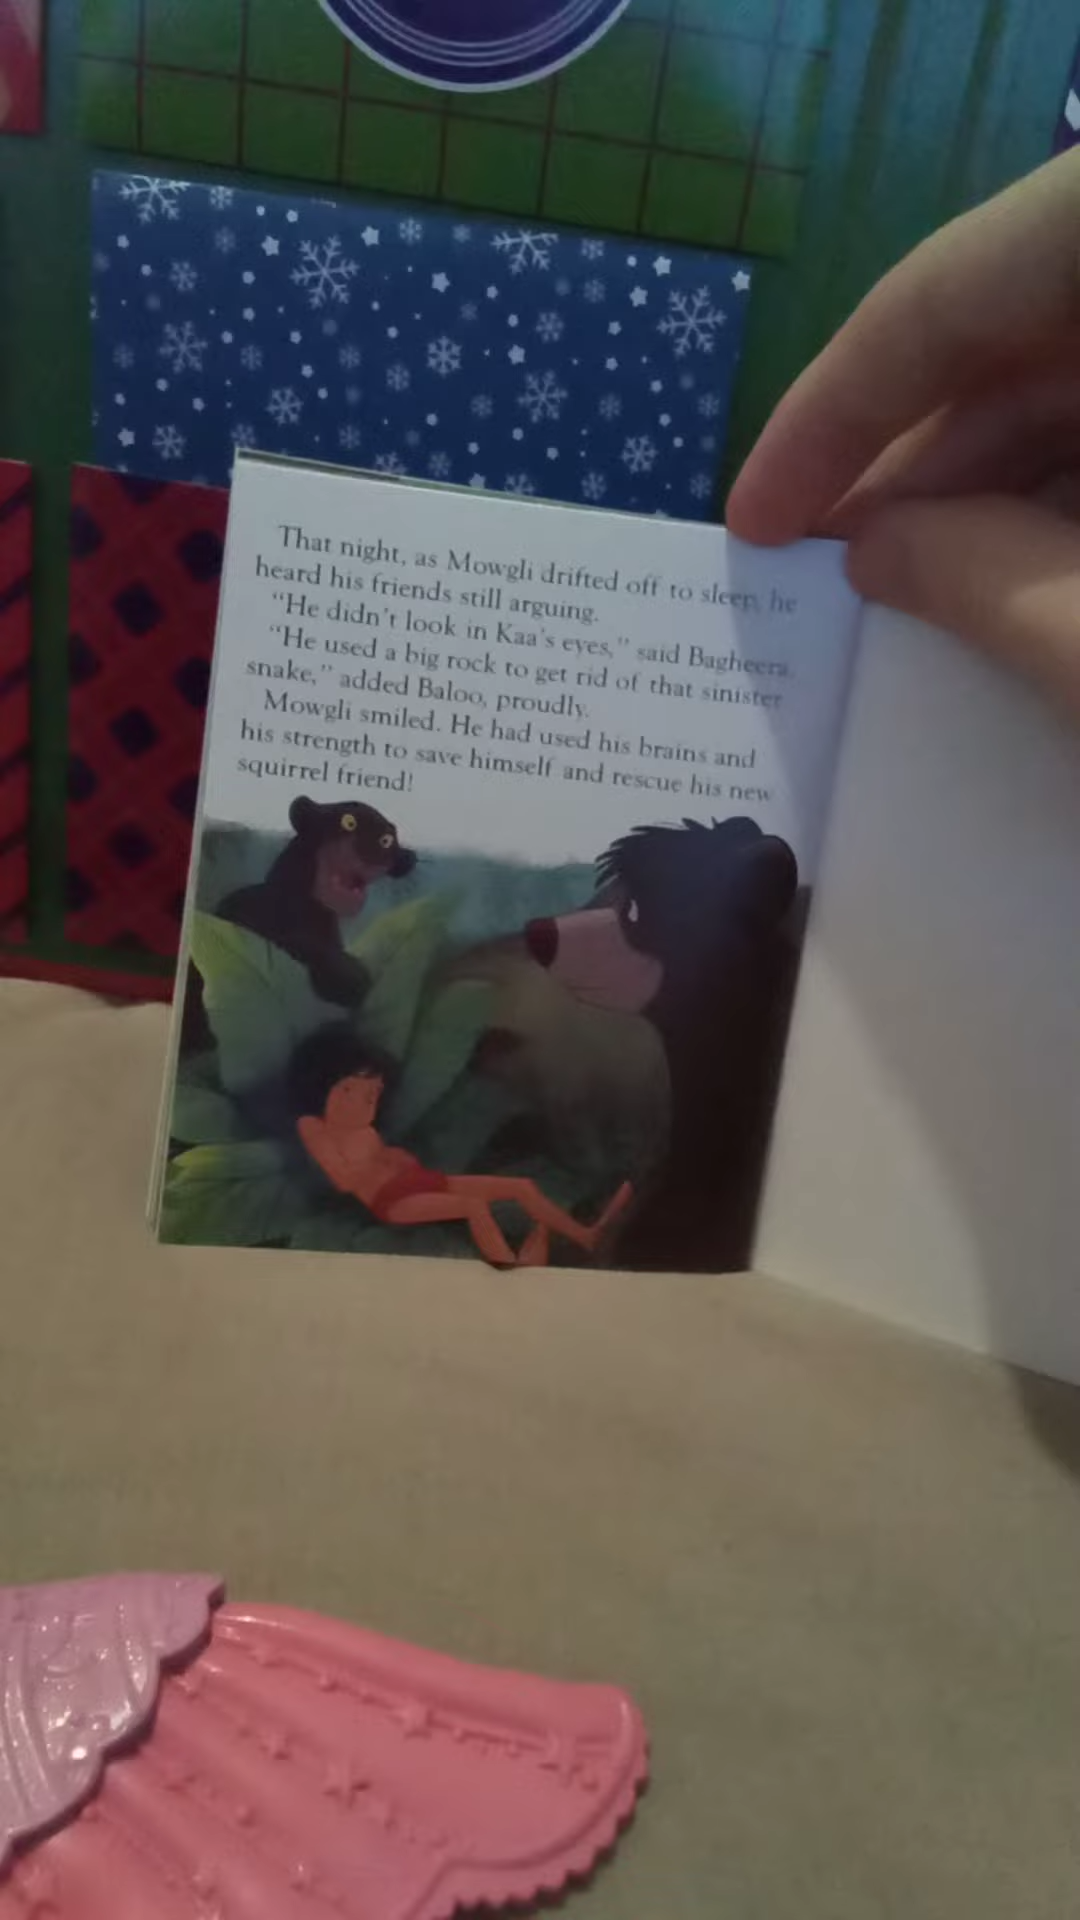 That night, as Mowgli drifted off to sleep, he
heard his friends still arguing.
“He didn’t look in Kaa’s eyes,” said Bagheera.
“He used a big rock to get rid of that sinister
snake,” added Baloo, proudly.
Mowgli smiled. He had used his brains and
his strength to save himself and rescue his new
squirrel friend!